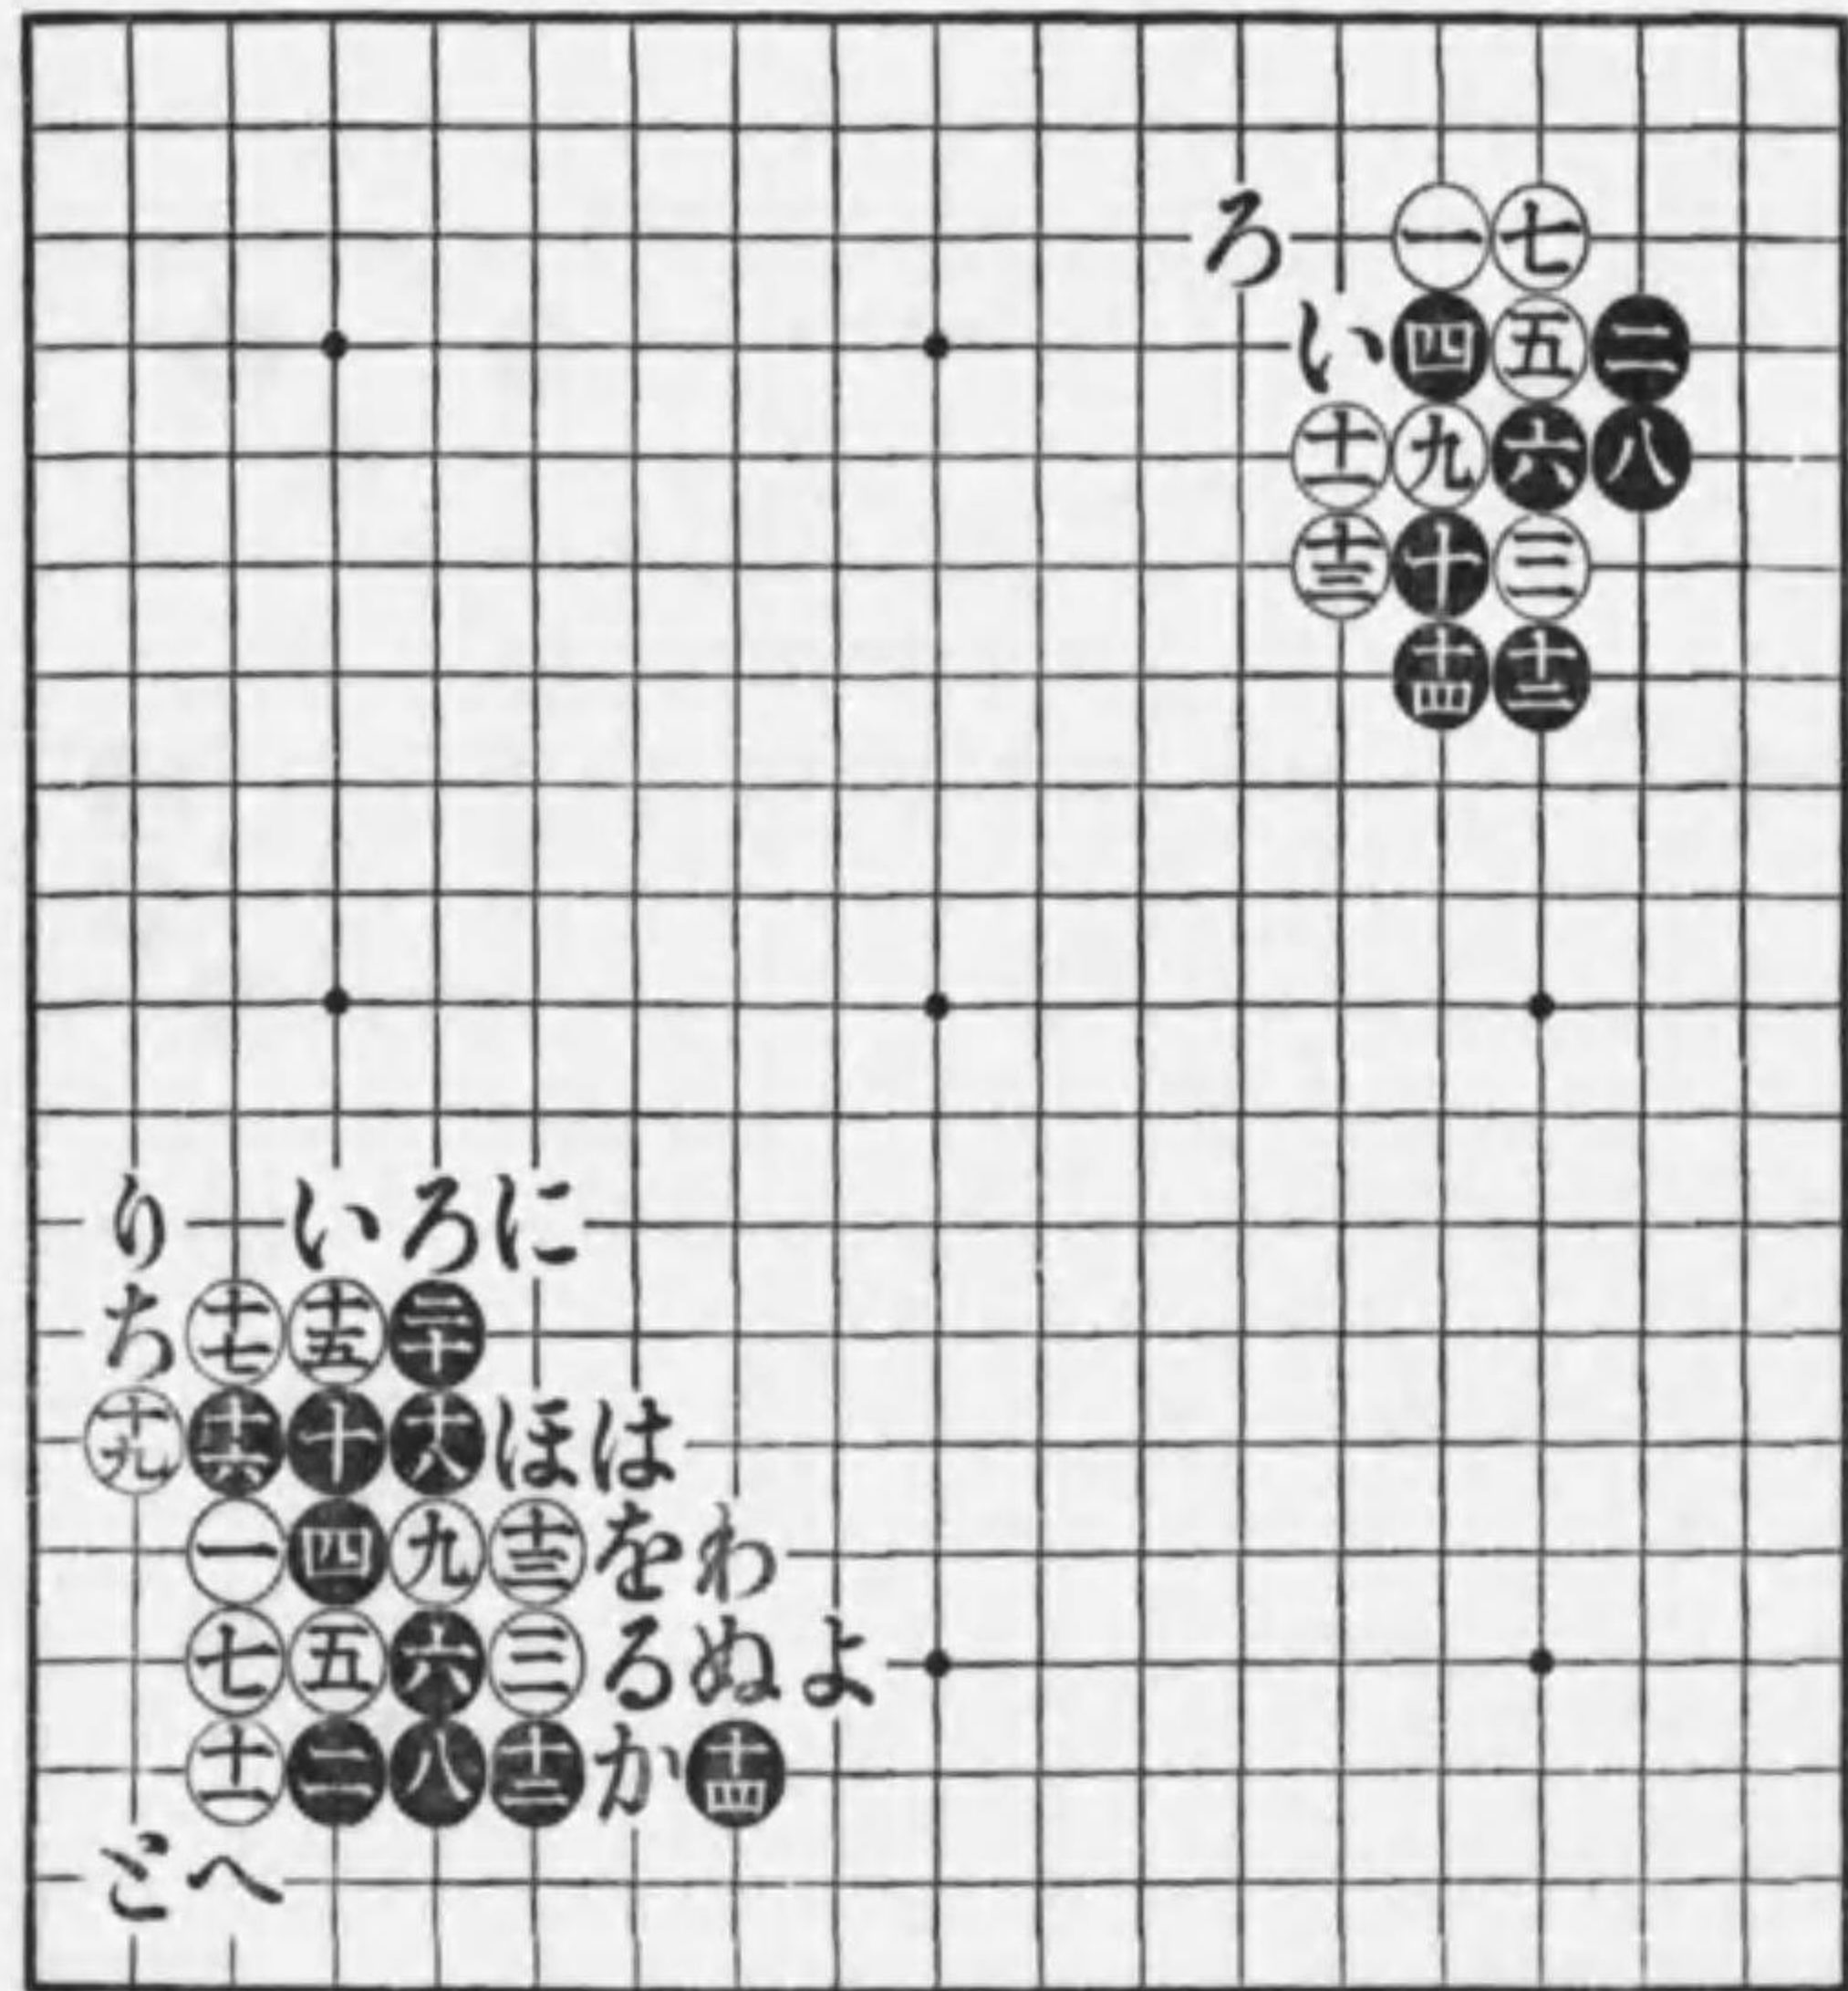 ろ 一 七
い 四 五 二
十一 九 六 八
十三 十 三
十四 十二
り い ろ に
ち 十七 十五 二十
十九 十六 十 十八 ほ は
一 四 九 十三 を わ
七 五 六 三 る ぬ よ
十一 二 八 十二 か 十四
と へ